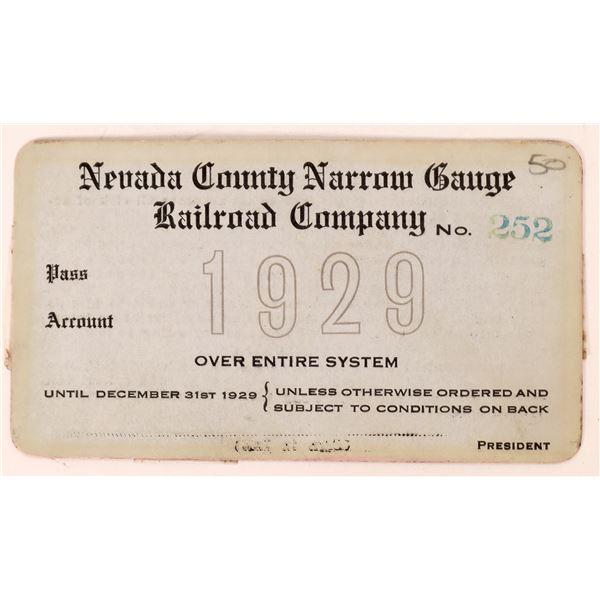 Nevada County Narrow Gauge
50
Railroad Company No. 252
Pass
1929
Account
OVER ENTIRE SYSTEM
UNTIL DECEMBER 31ST 1929 { UNLESS OTHERWISE ORDERED AND
SUBJECT TO CONDITIONS ON BACK
PRESIDENT